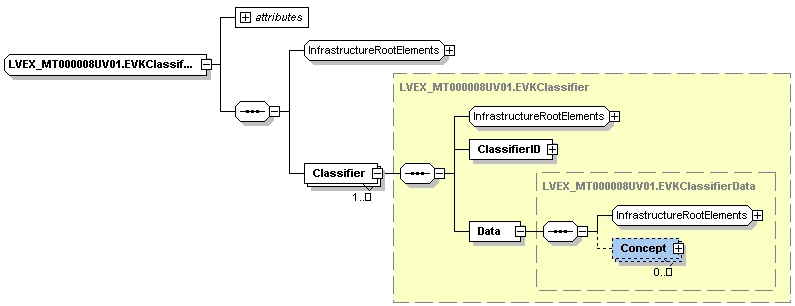 attributes
LVEX_MT000008UV01.EVKClassif...
InfrastructureRootElements
LVEX_MT000008UV01.EVKClassifier
InfrastructureRootElements
ClassifierID
Classifier
1..
LVEX_MT000008UV01.EVKClassifierData
InfrastructureRootElements
Data
Concept
0..